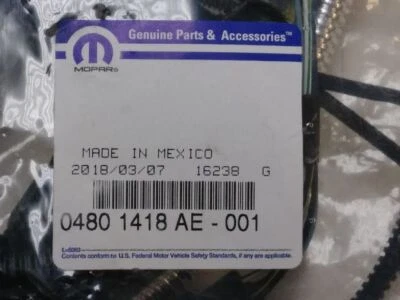 Genuine Parts & Accessories™
MOPAR®
MADE IN MEXICO
2018/03/07 16238 G
0480 1418 AE - 001
Contents conform to U.S. Federal Motor Vehicle Safety Standards, if any are applicable.